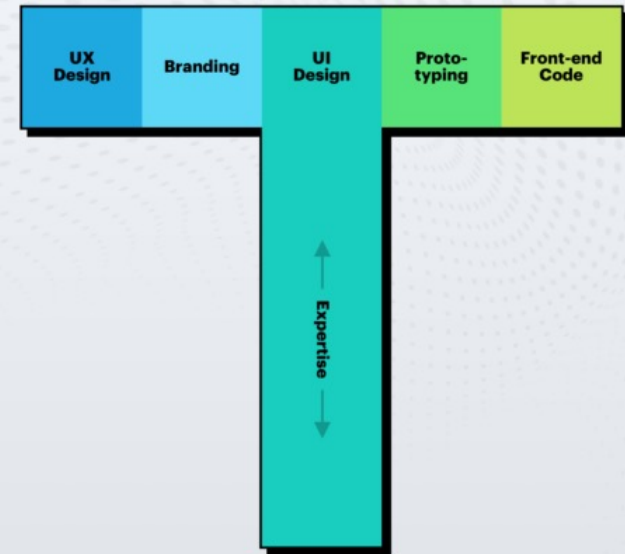 UX
Design
Branding
UI
Design
Proto-
typing
Front-end
Code
Expertise